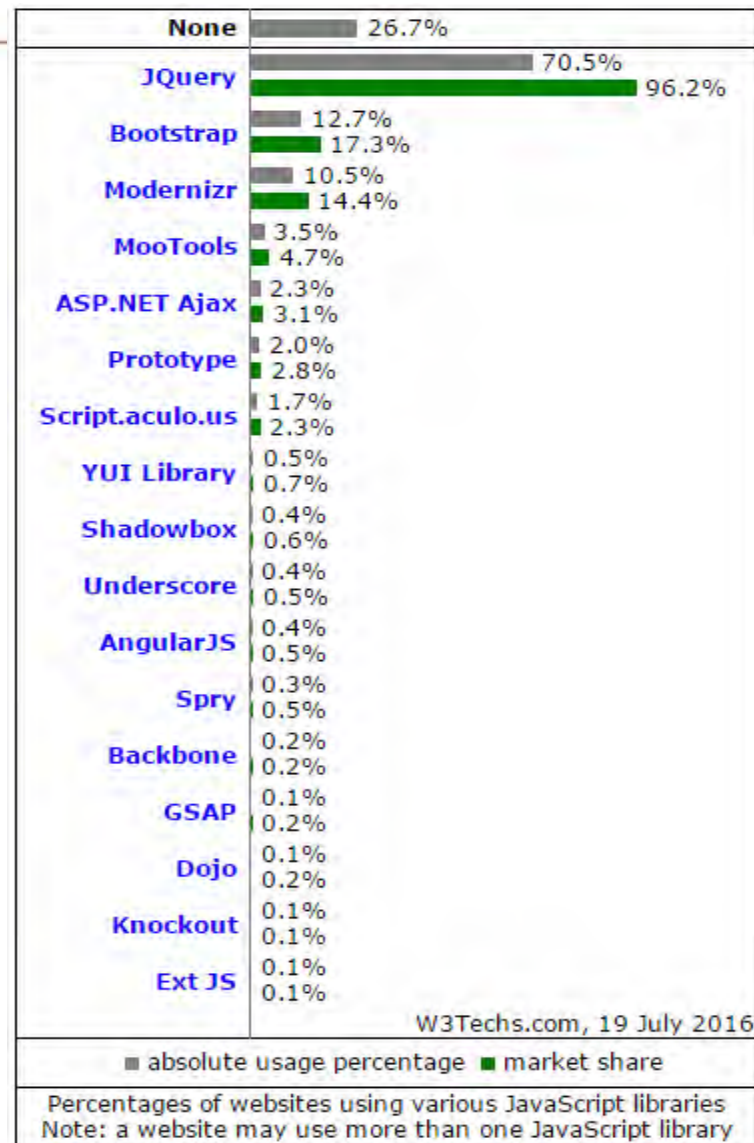 None 26.7%
70.5%
JQuery
96.2%
12.7%
Bootstrap
17.3%
10.5%
Modernizr
14.4%
3.5%
MooTools
4.7%
2.3%
ASP.NET Ajax
3.1%
2.0%
Prototype
2.8%
1.7%
Script.aculo.us
2.3%
0.5%
YUI Library
0.7%
0.4%
Shadowbox
0.6%
0.4%
Underscore
0.5%
0.4%
AngularJS
0.5%
0.3%
Spry
0.5%
0.2%
Backbone
0.2%
0.1%
GSAP
0.2%
0.1%
Dojo
0.2%
0.1%
Knockout
0.1%
0.1%
Ext JS
0.1%
W3Techs.com, 19 July 2016
absolute usage percentage market share
Percentages of websites using various JavaScript libraries
Note: a website may use more than one JavaScript library